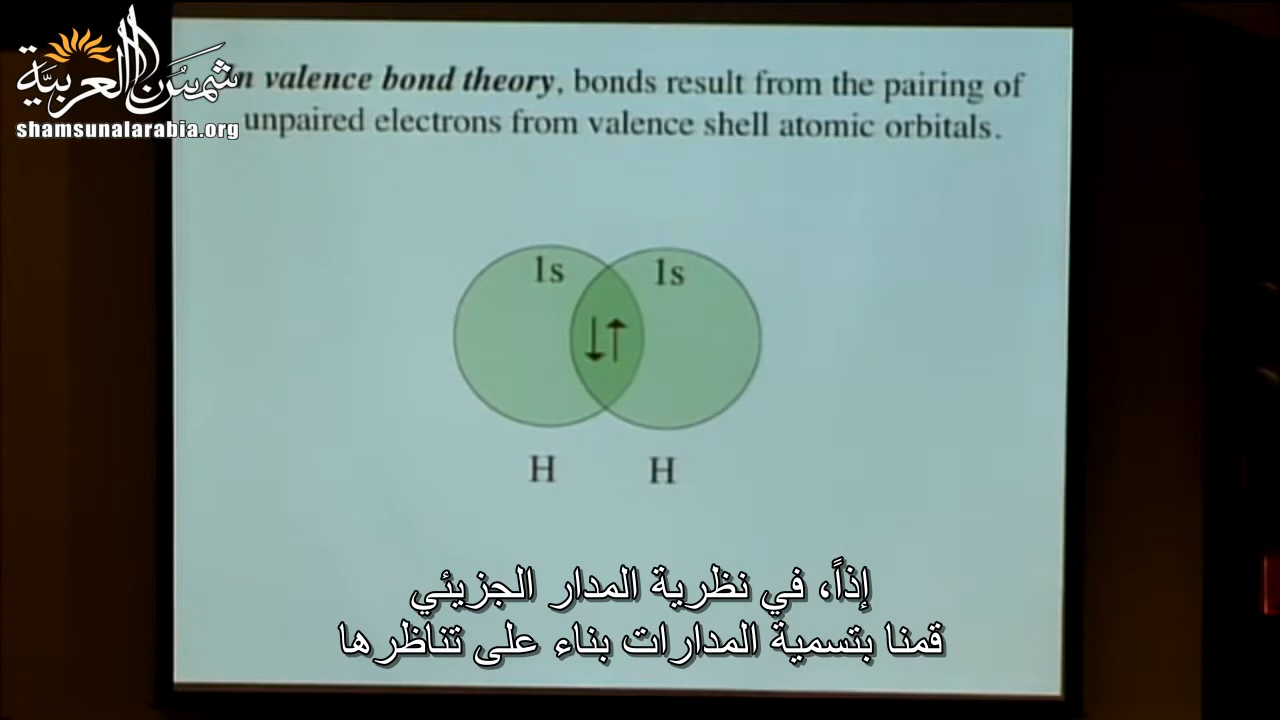 شمس العربية
shamsunalarabia.org
n valence bond theory, bonds result from the pairing of
unpaired electrons from valence shell atomic orbitals.
1s 1s
↓↑
H H
إذاً، في نظرية المدار الجزيئي
قمنا بتسمية المدارات بناء على تناظرها